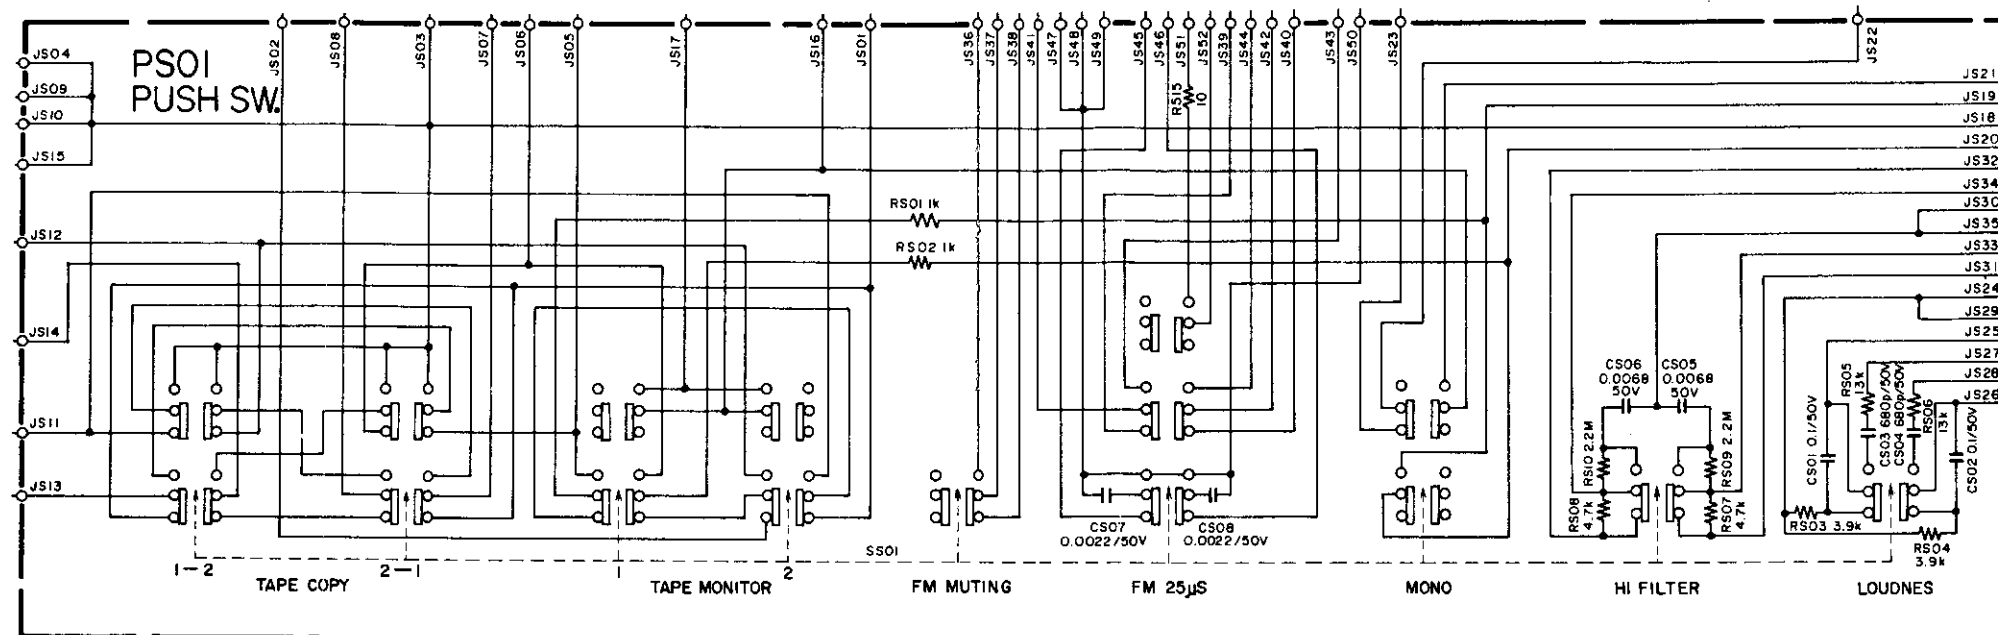 PS01
PUSH SW.
JS04
JS09
JS10
JS15
JS12
JS14
JS11
JS13
JS02
JS08
JS03
JS07
JS06
JS05
JS17
JS16
JS01
JS36
JS37
JS38
JS41
JS47
JS48
JS49
JS45
JS46
JS51
JS52
JS39
JS44
JS42
JS40
JS43
JS50
JS23
JS22
JS21
JS19
JS18
JS20
JS32
JS34
JS30
JS35
JS33
JS31
JS24
JS29
JS25
JS27
JS28
JS26
RS15
10
RS01 1k
RS02 1k
CS06
0.0068
50V
CS05
0.0068
50V
RS10 2.2M
RS09 2.2M
RS08
4.7k
RS07
4.7k
RS05
13k
CS03 680p/50V
CS04 680p/50V
RS06
13k
CS01 0.1/50V
CS02 0.1/50V
RS03 3.9k
RS04
3.9k
CS07
0.0022/50V
CS08
0.0022/50V
SS01
1-2
TAPE COPY
2-1
1
TAPE MONITOR
2
FM MUTING
FM 25µS
MONO
HI FILTER
LOUDNES